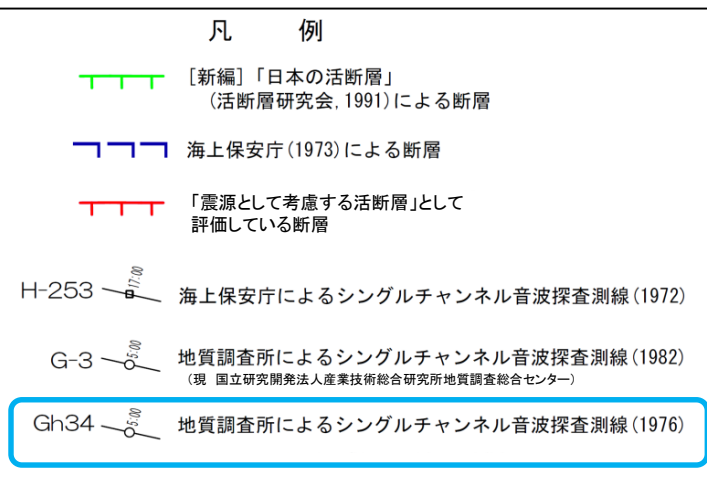 凡 例
[新編]「日本の活断層」
(活断層研究会,1991)による断層
海上保安庁(1973)による断層
「震源として考慮する活断層」として
評価している断層
H-253 17:00 海上保安庁によるシングルチャンネル音波探査測線(1972)
G-3 5:00 地質調査所によるシングルチャンネル音波探査測線(1982)
(現 国立研究開発法人産業技術総合研究所地質調査総合センター)
Gh34 5:00 地質調査所によるシングルチャンネル音波探査測線(1976)